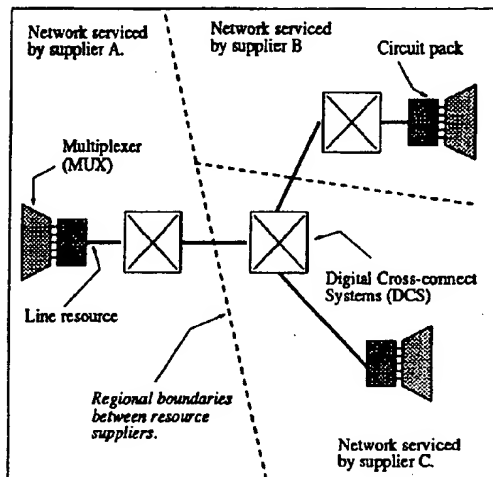 Network serviced
by supplier A.
Network serviced
by supplier B
Circuit pack
Multiplexer
(MUX)
Line resource
Digital Cross-connect
Systems (DCS)
Regional boundaries
between resource
suppliers.
Network serviced
by supplier C.